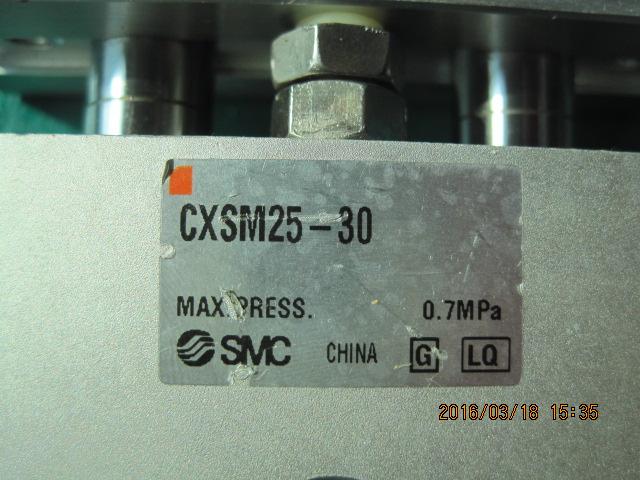 CXSM25-30
MAX.PRESS. 0.7MPa
SMC CHINA G LQ
2016/03/18 15:35